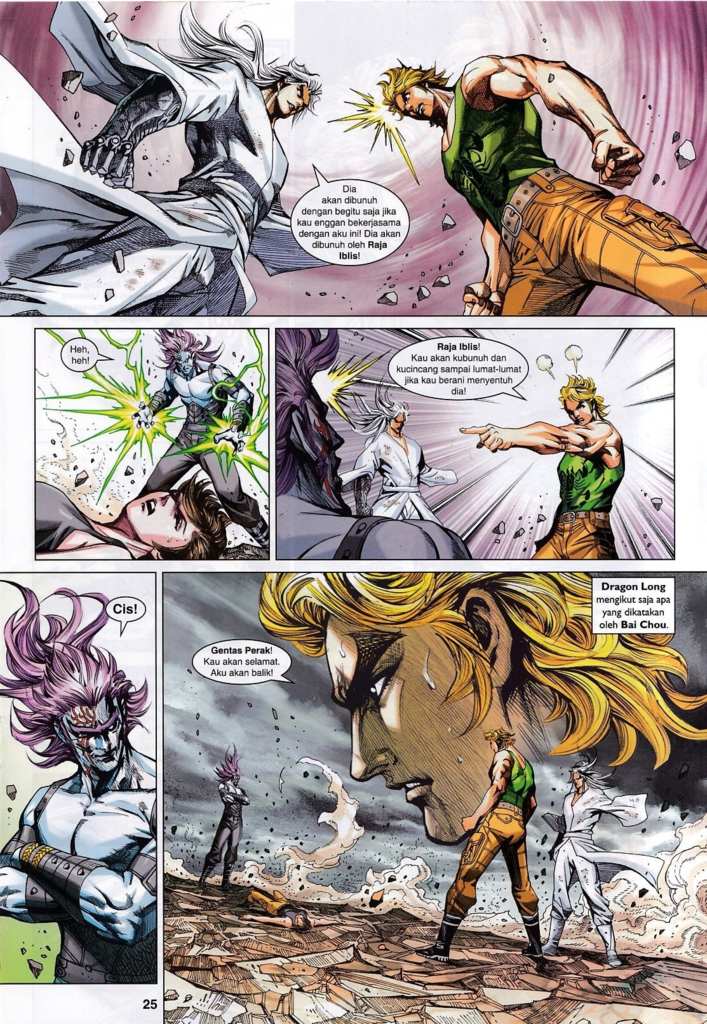 Dia
akan dibunuh
dengan begitu saja jika
kau enggan bekerjasama
dengan aku ini! Dia akan
dibunuh oleh Raja
Iblis!
Heh,
heh!
Raja Iblis!
Kau akan kubunuh dan
kucincang sampai lumat-lumat
jika kau berani menyentuh
dia!
Cis!
Gentas Perak!
Kau akan selamat.
Aku akan balik!
Dragon Long
mengikut saja apa
yang dikatakan
oleh Bai Chou.
25